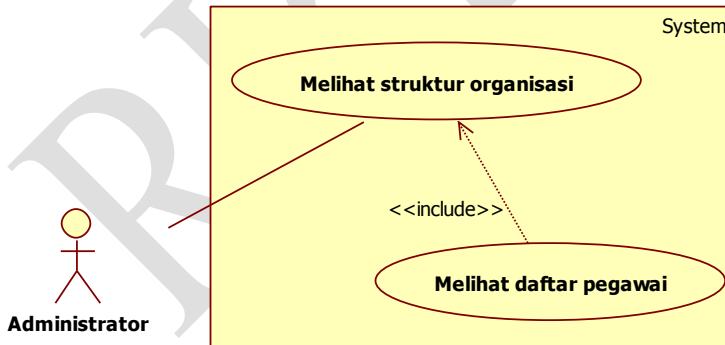 System
Melihat struktur organisasi
<<include>>
Melihat daftar pegawai
Administrator